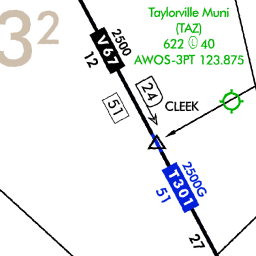 Taylorville Muni
(TAZ)
622 Ⓛ 40
AWOS-3PT 123.875
3²
2500
V67
12
24
51
CLEEK
2500G
T301
51
27